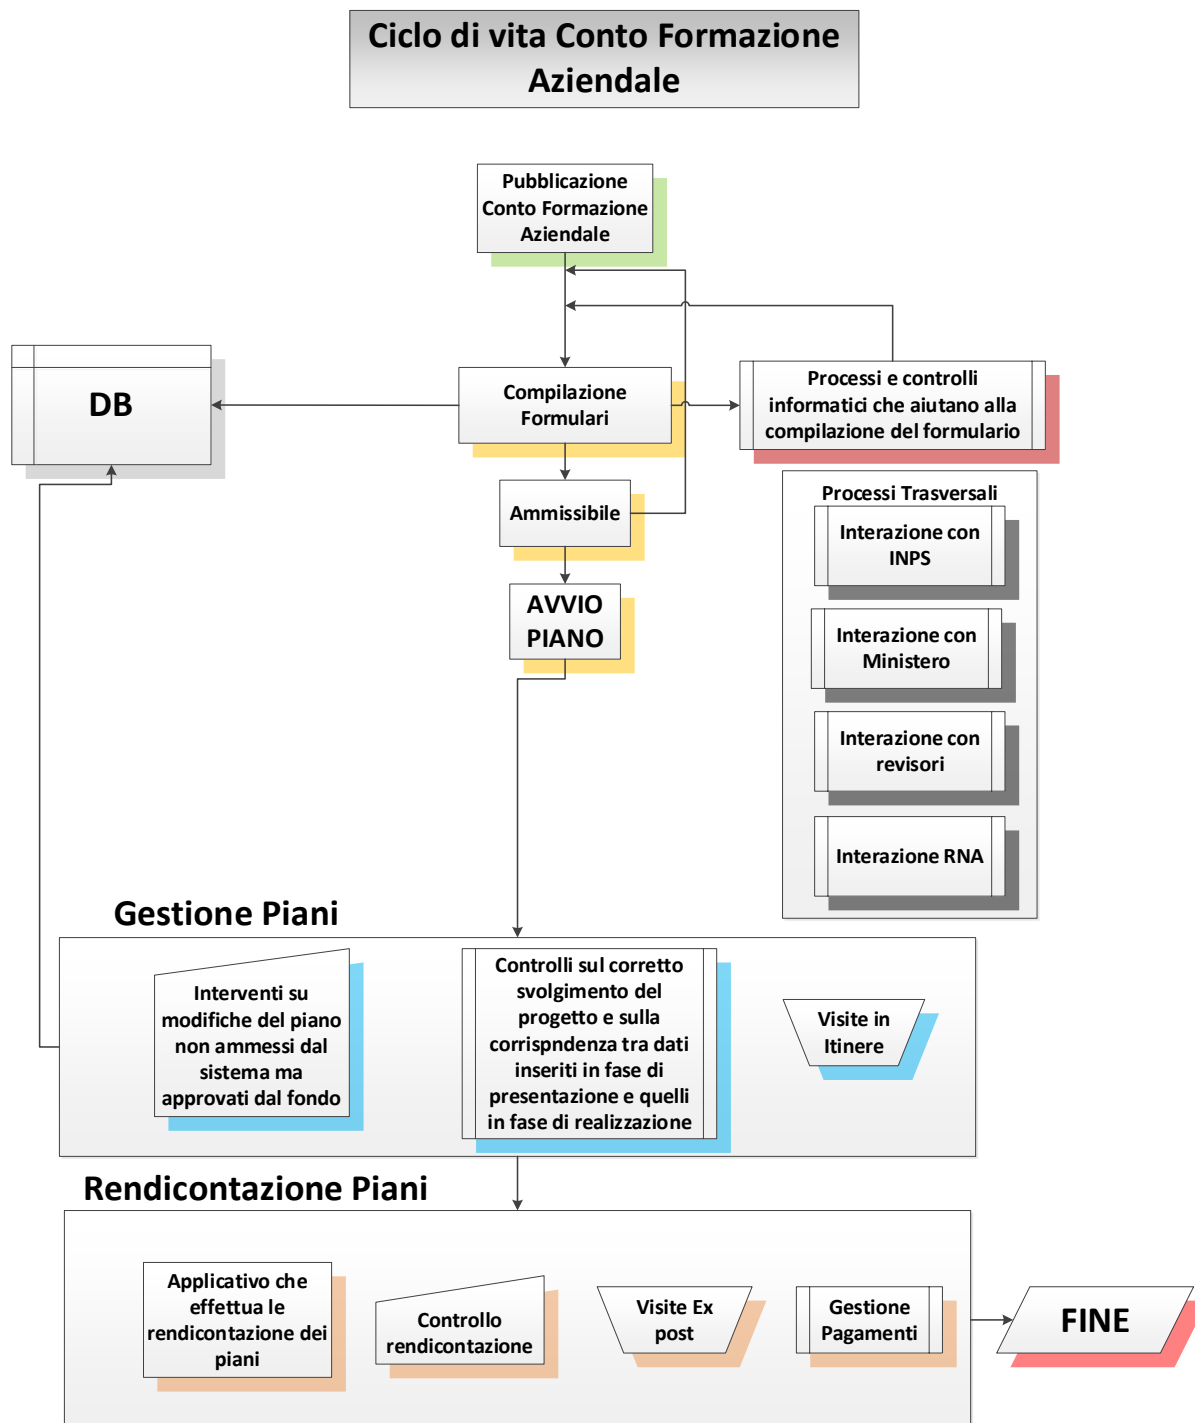 Ciclo di vita Conto Formazione
Aziendale
Pubblicazione
Conto Formazione
Aziendale
DB
Compilazione
Formulari
Processi e controlli
informatici che aiutano alla
compilazione del formulario
Ammissibile
AVVIO
PIANO
Processi Trasversali
Interazione con
INPS
Interazione con
Ministero
Interazione con
revisori
Interazione RNA
Gestione Piani
Interventi su
modifiche del piano
non ammessi dal
sistema ma
approvati dal fondo
Controlli sul corretto
svolgimento del
progetto e sulla
corrispndenza tra dati
inseriti in fase di
presentazione e quelli
in fase di realizzazione
Visite in
Itinere
Rendicontazione Piani
Applicativo che
effettua le
rendicontazione dei
piani
Controllo
rendicontazione
Visite Ex
post
Gestione
Pagamenti
FINE